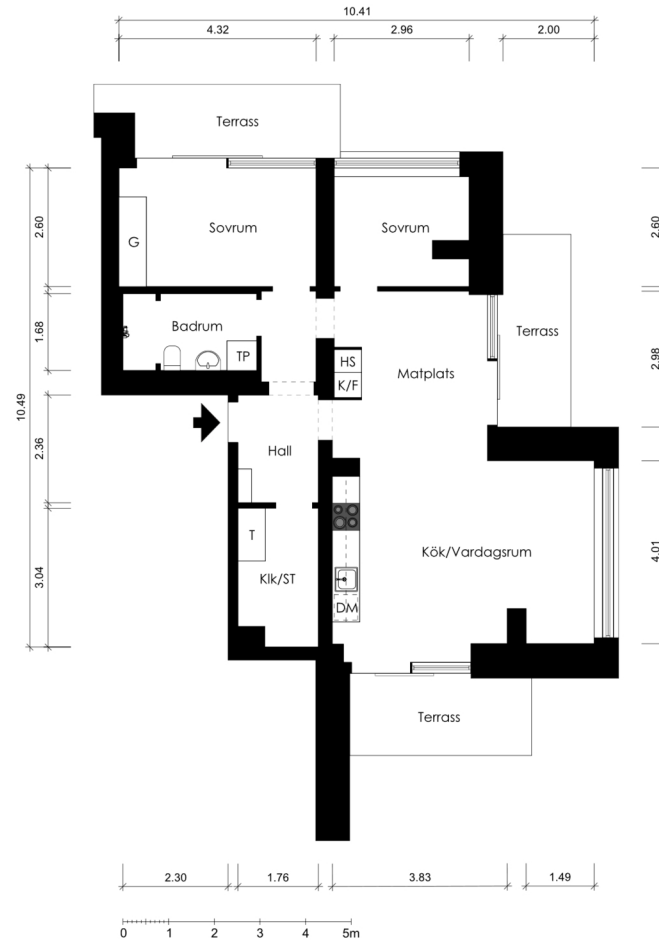 10.41
4.32
2.96
2.00
Terrass
2.60
Sovrum
Sovrum
2.60
G
1.68
Badrum
TP
HS
K/F
Matplats
Terrass
2.98
10.49
2.36
Hall
T
Klk/ST
Kök/Vardagsrum
4.01
3.04
DM
Terrass
2.30
1.76
3.83
1.49
0 1 2 3 4 5m